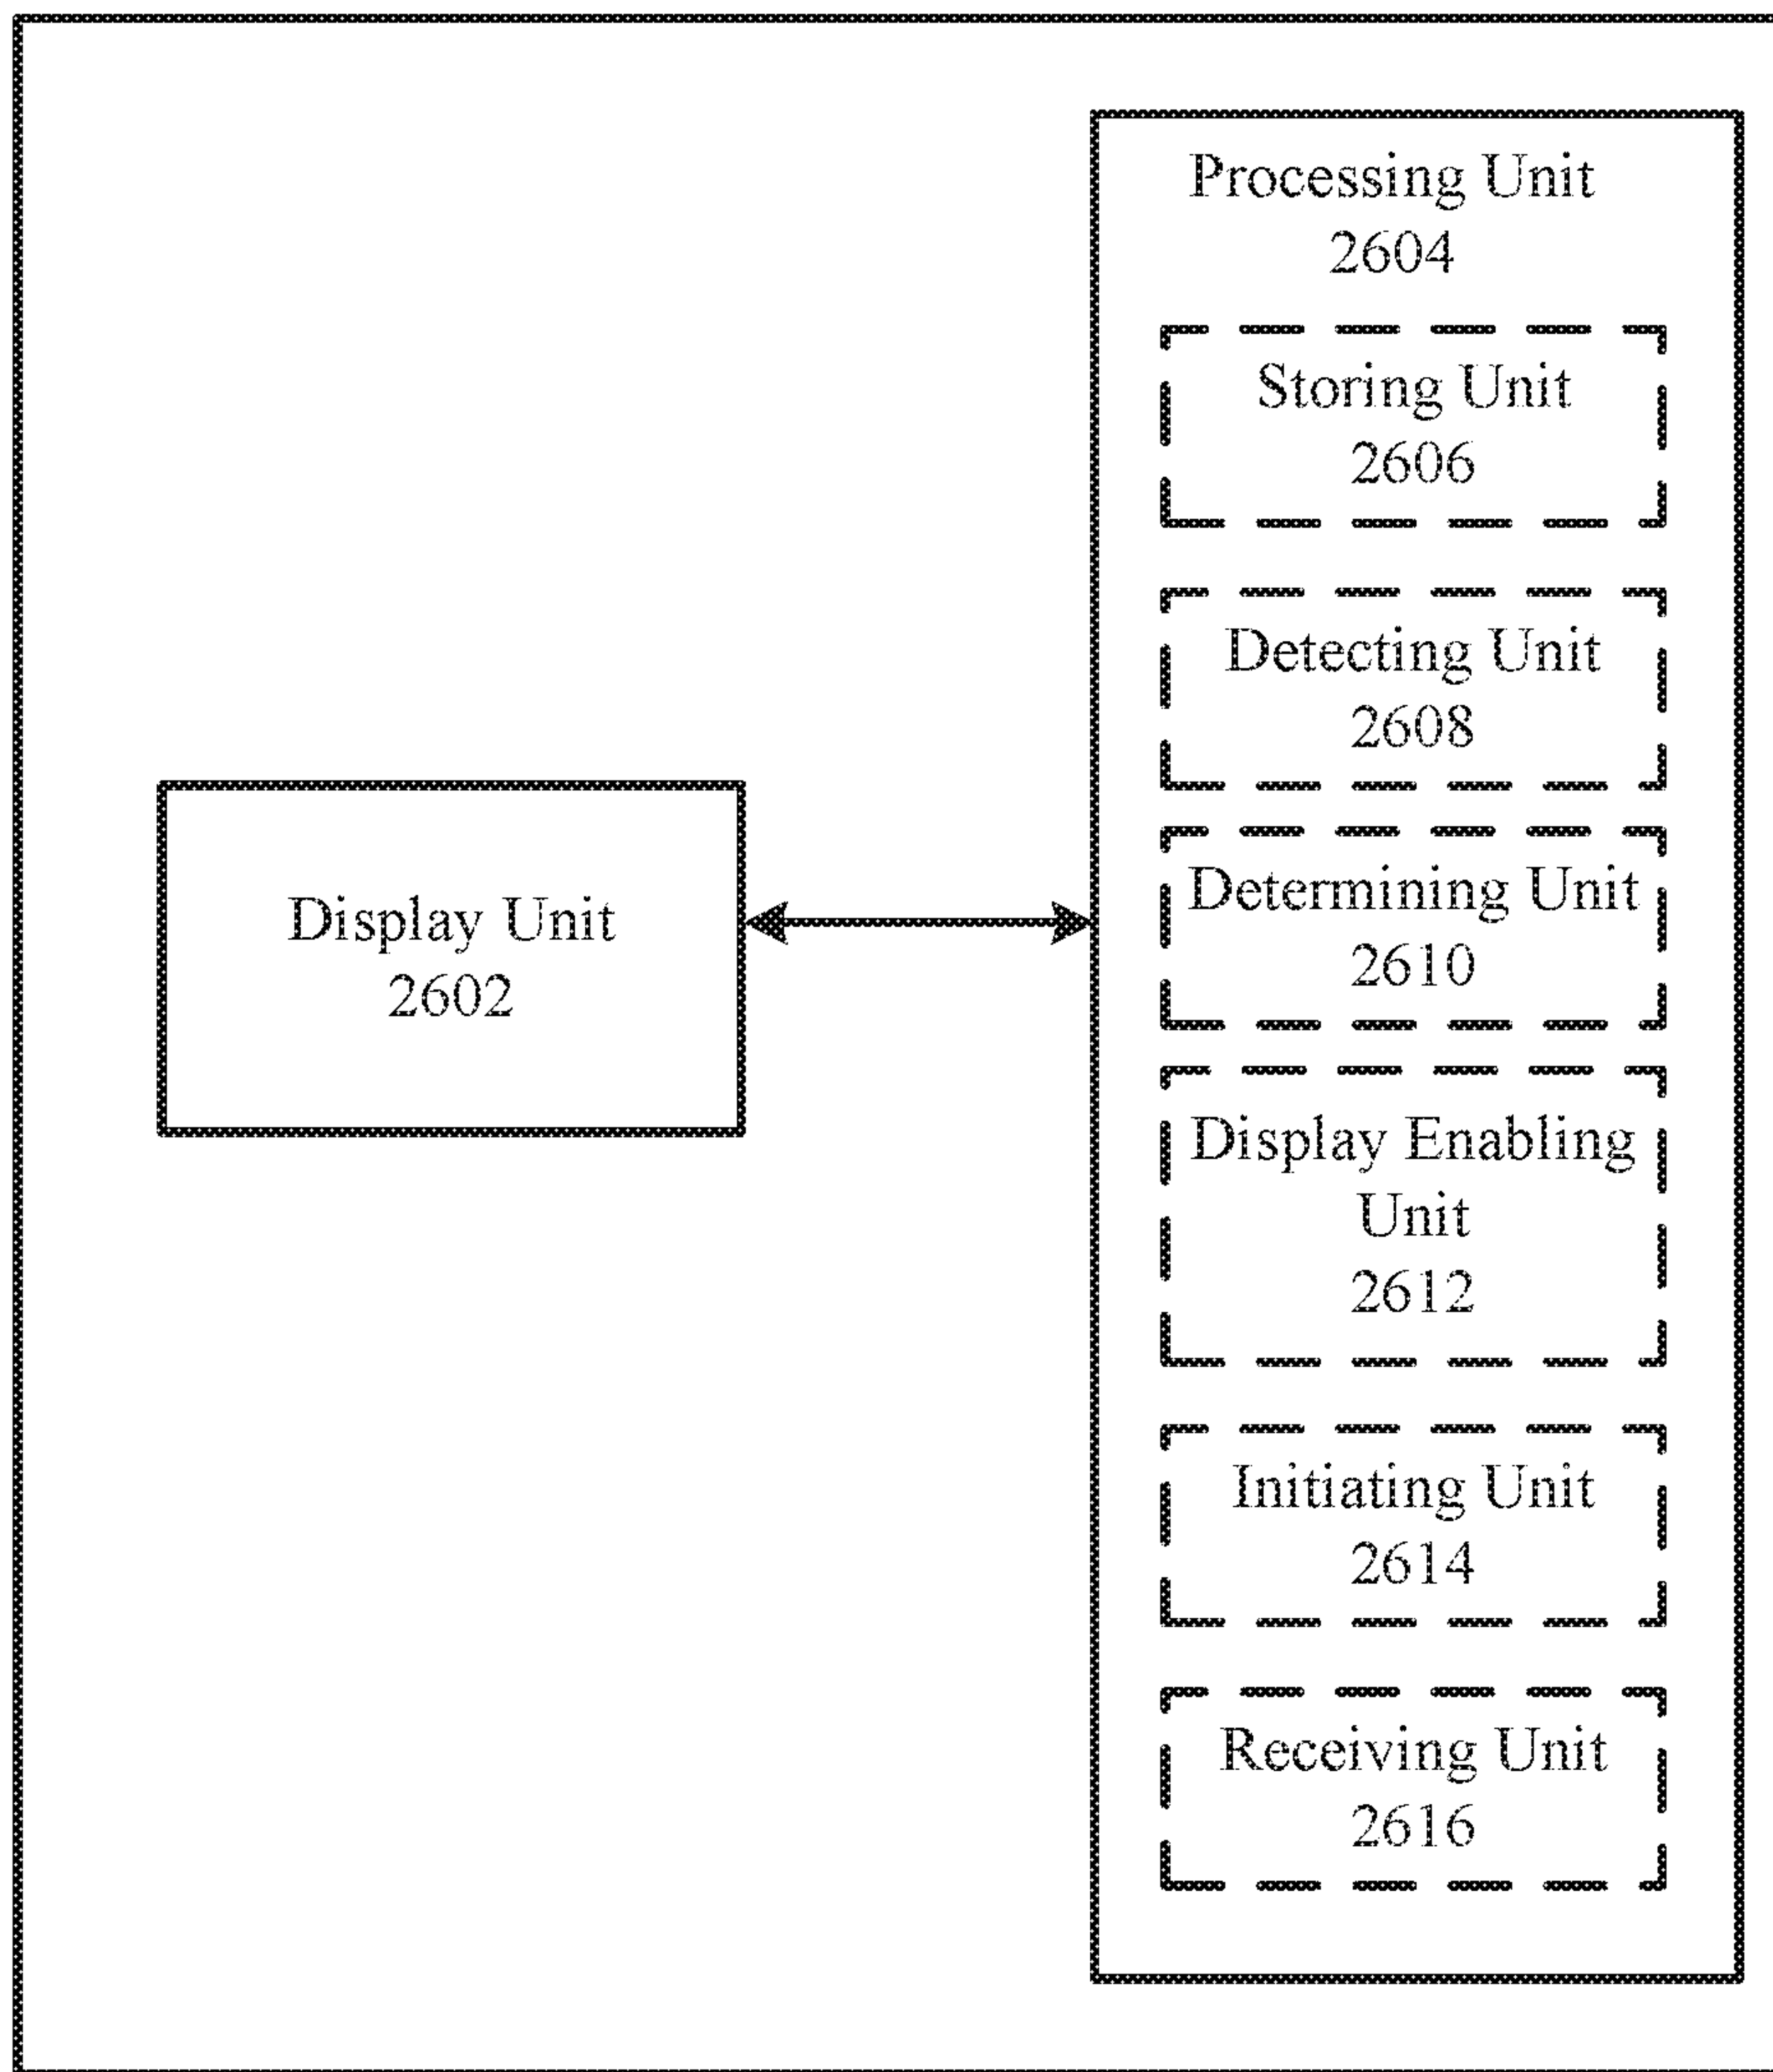 Processing Unit
2604
Storing Unit
2606
Detecting Unit
2608
Determining Unit
2610
Display Unit
2602
Display Enabling
Unit
2612
Initiating Unit
2614
Receiving Unit
2616